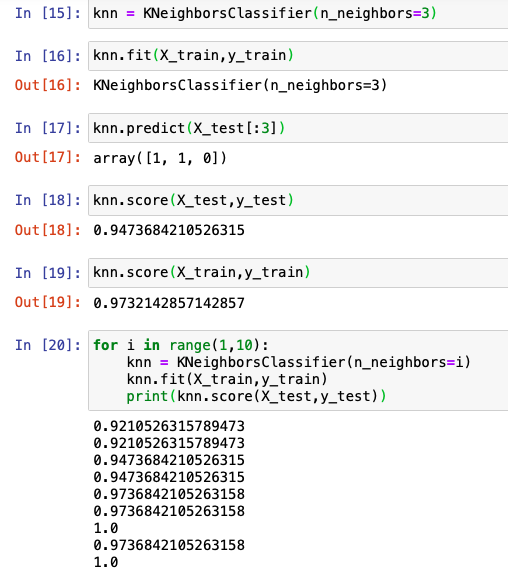 In [15]: knn = KNeighborsClassifier(n_neighbors=3)
In [16]: knn.fit(X_train,y_train)
Out[16]: KNeighborsClassifier(n_neighbors=3)
In [17]: knn.predict(X_test[:3])
Out[17]: array([1, 1, 0])
In [18]: knn.score(X_test,y_test)
Out[18]: 0.9473684210526315
In [19]: knn.score(X_train,y_train)
Out[19]: 0.9732142857142857
In [20]: for i in range(1,10):
    knn = KNeighborsClassifier(n_neighbors=i)
    knn.fit(X_train,y_train)
    print(knn.score(X_test,y_test))
0.9210526315789473
0.9210526315789473
0.9473684210526315
0.9473684210526315
0.9736842105263158
0.9736842105263158
1.0
0.9736842105263158
1.0